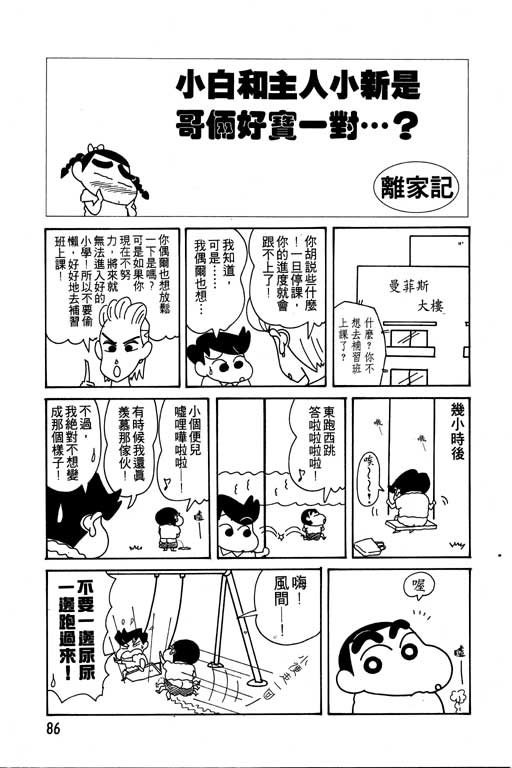 小白和主人小新是
哥倆好寶一對…？
離家記
曼菲斯
大樓
什麼？你不
想去補習班
上課了？
你胡說些什麼
！一旦停課，
你的進度就會
跟不上了！
我知道，
可是……
我偶爾也想…
你偶爾也想放鬆
一下是嗎？
可是如果你
現在不努
力，將來就
無法進入好的
小學！所以不要偷
懶，好好地去補習
班上課！
幾小時後
唉～～～！
東跑西跳
答啦啦啦啦！
小個便兒
噓哩嘩啦啦—
有時候我還真
羨慕那傢伙！
不過，
我絕對不想變
成那個樣子！
喔
嗨！
風間——！
小便走一回
不要一邊尿尿
一邊跑過來！
86